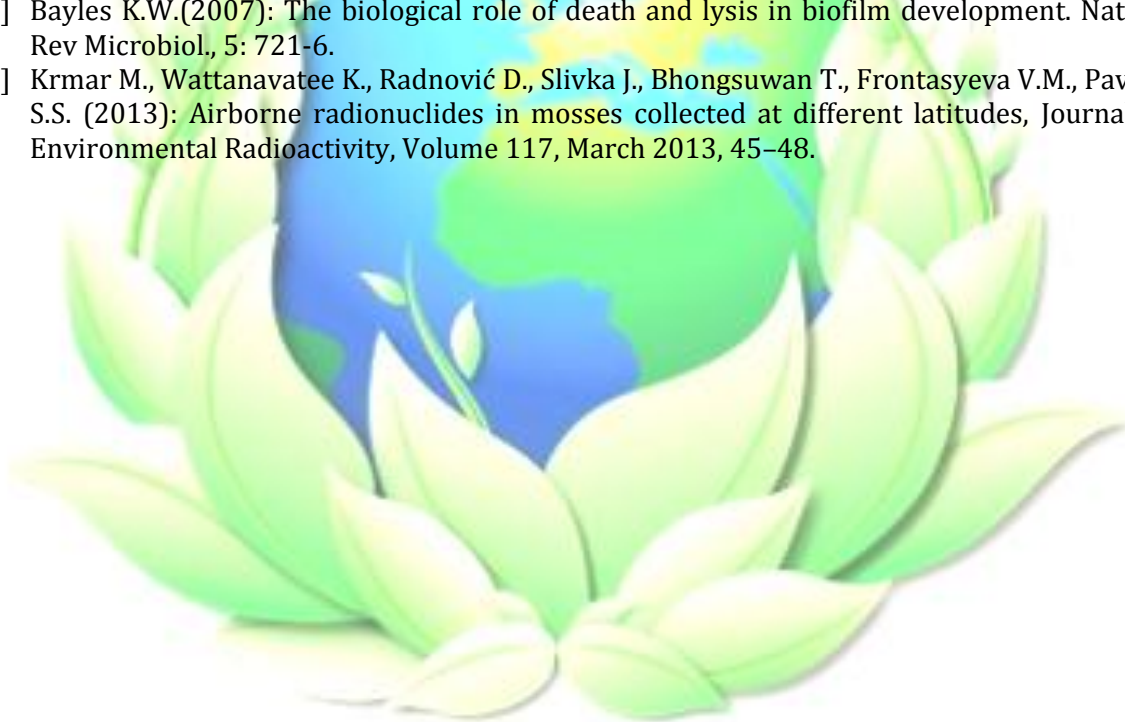 ] Bayles K.W.(2007): The biological role of death and lysis in biofilm development. Nat
Rev Microbiol., 5: 721-6.
] Krmar M., Wattanavatee K., Radnović D., Slivka J., Bhongsuwan T., Frontasyeva V.M., Pav
S.S. (2013): Airborne radionuclides in mosses collected at different latitudes, Journa
Environmental Radioactivity, Volume 117, March 2013, 45–48.